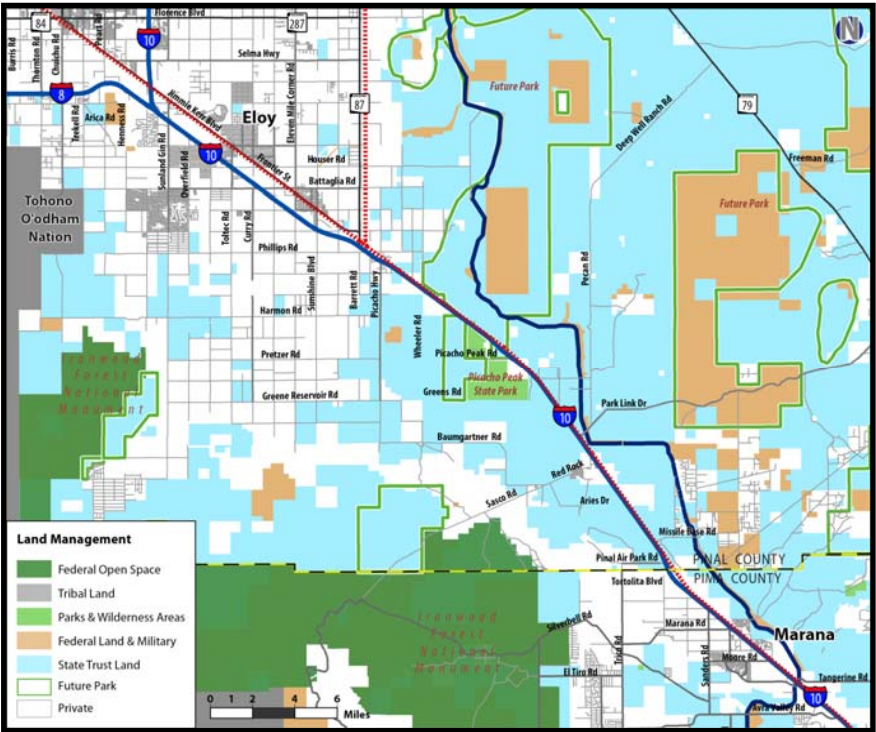 84
Florence Blvd
287
10
Selma Hwy
N
Burris Rd
Thornton Rd
Chuichu Rd
Peart Rd
Eleven Mile Corner Rd
Future Park
8
Jimmie Kerr Blvd
87
79
Trekell Rd
Arica Rd
Henness Rd
Eloy
Deep Well Ranch Rd
Sunland Gin Rd
Overfield Rd
10
Frontier St
Houser Rd
Battaglia Rd
Freeman Rd
Tohono
O'odham
Nation
Future Park
Toltec Rd
Curry Rd
Phillips Rd
Sunshine Blvd
Barrett Rd
Picacho Hwy
Pecan Rd
Harmon Rd
Wheeler Rd
Pretzer Rd
Picacho Peak Rd
Ironwood
Forest
National
Monument
Picacho Peak
State Park
Greene Reservoir Rd
Greens Rd
Park Link Dr
10
Baumgartner Rd
Red Rock
Sasco Rd
Aries Dr
Missile Base Rd
Pinal Air Park Rd
PINAL COUNTY
PIMA COUNTY
Tortolita Blvd
Land Management
Federal Open Space
Tribal Land
Parks & Wilderness Areas
Federal Land & Military
State Trust Land
Future Park
Private
Ironwood
Forest
National
Monument
Silverbell Rd
Trico Rd
Marana Rd
Marana
Sanders Rd
Moore Rd
El Tiro Rd
Tangerine Rd
10
Avra Valley Rd
0 1 2 4 6
Miles